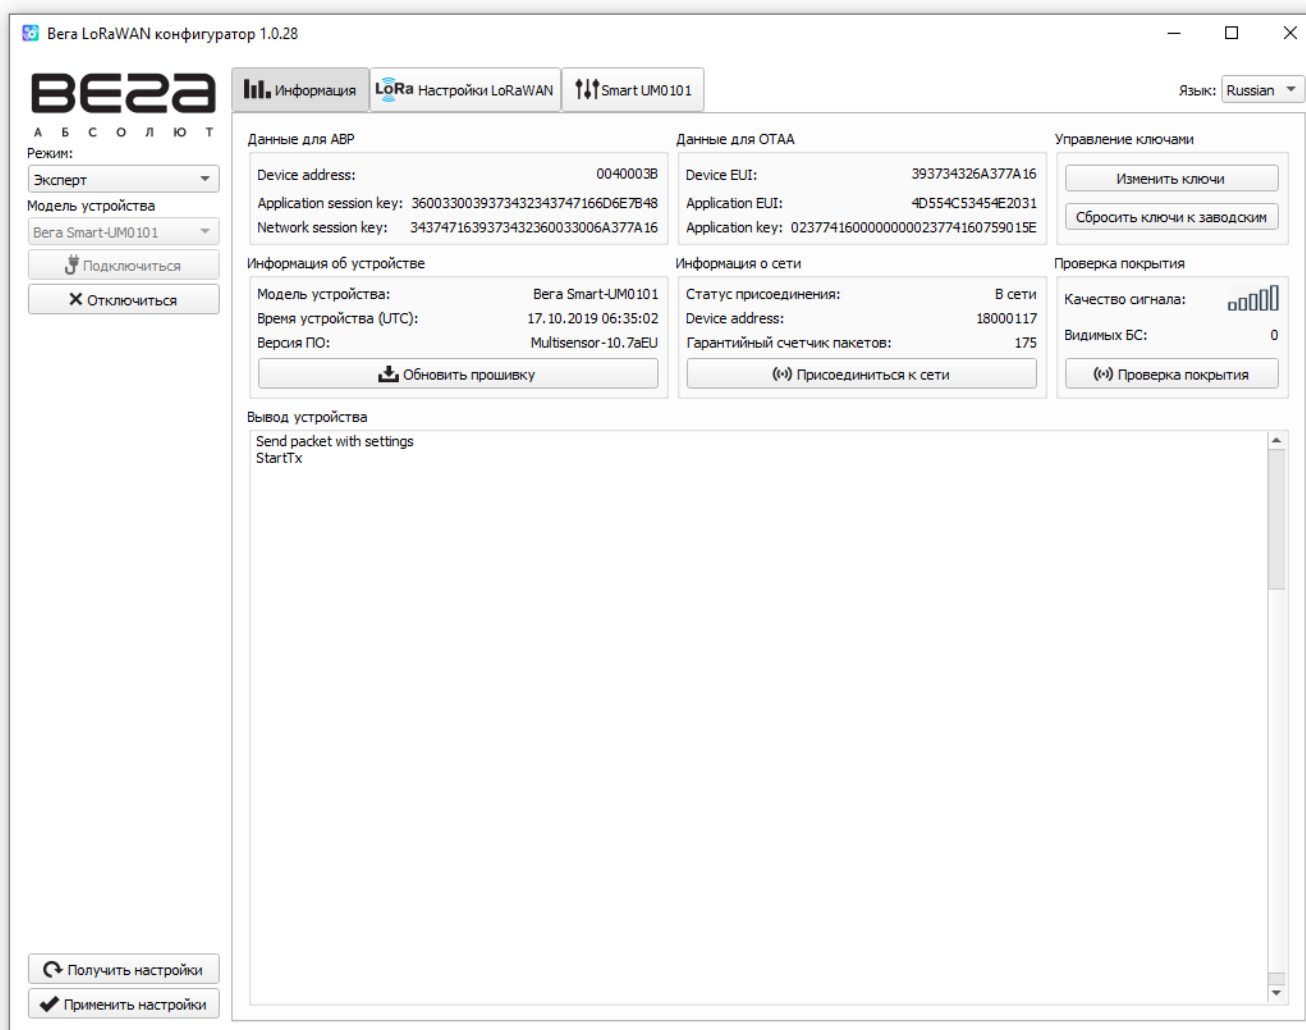 Вега LoRaWAN конфигуратор 1.0.28
ВЕГА
АБСОЛЮТ
Информация
LoRa Настройки LoRaWAN
Smart UM0101
Язык: Russian
Режим:
Эксперт
Модель устройства
Вега Smart-UM0101
Подключиться
Отключиться
Данные для ABP
Device address: 0040003B
Application session key: 3600330039373432343747166D6E7B48
Network session key: 3437471639373432360033006A377A16
Данные для OTAA
Device EUI: 393734326A377A16
Application EUI: 4D554C53454E2031
Application key: 02377416000000000023774160759015E
Управление ключами
Изменить ключи
Сбросить ключи к заводским
Информация об устройстве
Модель устройства: Вега Smart-UM0101
Время устройства (UTC): 17.10.2019 06:35:02
Версия ПО: Multisensor-10.7aEU
Обновить прошивку
Информация о сети
Статус присоединения: В сети
Device address: 18000117
Гарантийный счетчик пакетов: 175
Присоединиться к сети
Проверка покрытия
Качество сигнала:
Видимых БС: 0
Проверка покрытия
Вывод устройства
Send packet with settings
StartTx
Получить настройки
Применить настройки